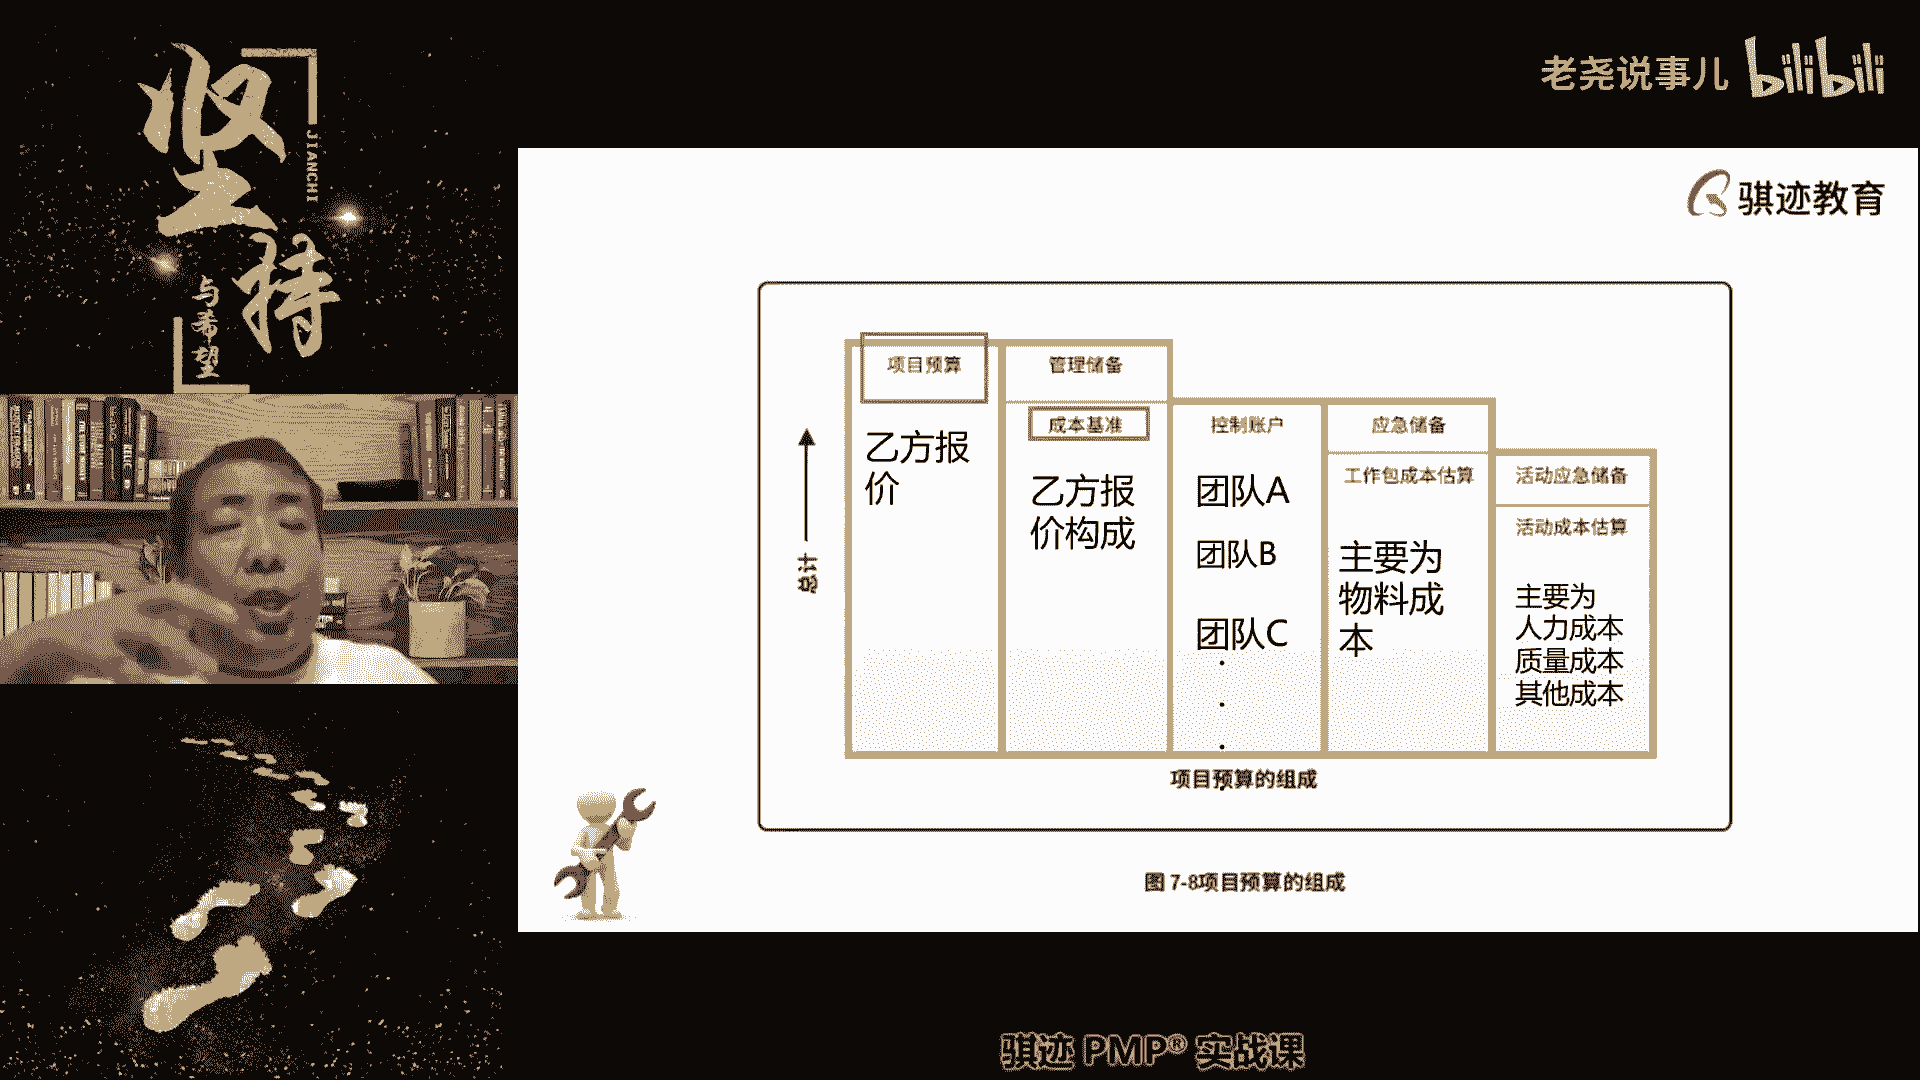 坚持
JIANCHI
与希望
老尧说事儿 bilibili
骐迹教育
项目预算
乙方报
价
管理储备
成本基准
乙方报
价构成
控制账户
团队A
团队B
团队C
应急储备
工作包成本估算
主要为
物料成
本
活动应急储备
活动成本估算
主要为
人力成本
质量成本
其他成本
总计
项目预算的组成
图 7-8项目预算的组成
骐迹 PMP® 实战课